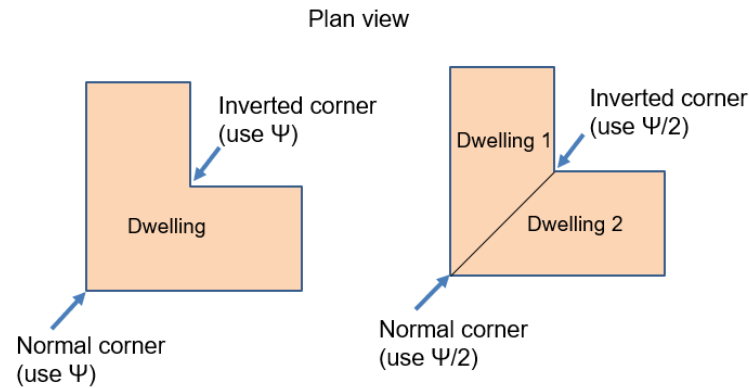 Plan view
Inverted corner
(use Ψ)
Dwelling
Normal corner
(use Ψ)
Inverted corner
(use Ψ/2)
Dwelling 1
Dwelling 2
Normal corner
(use Ψ/2)